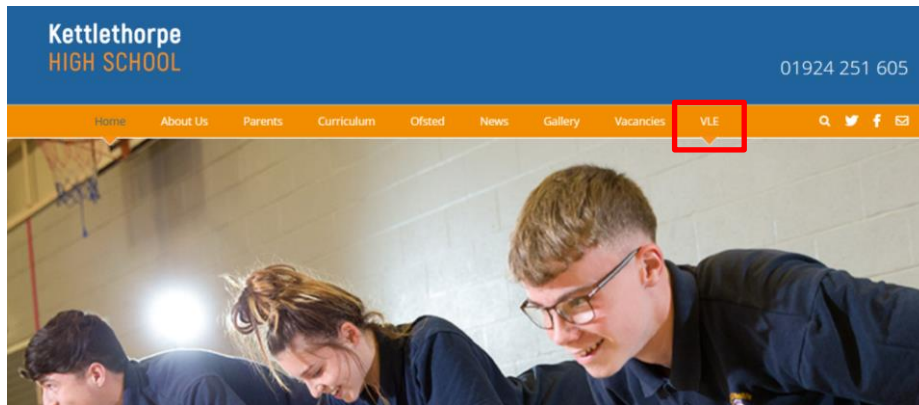 Kettlethorpe
HIGH SCHOOL
01924 251 605
Home About Us Parents Curriculum Ofsted News Gallery Vacancies VLE